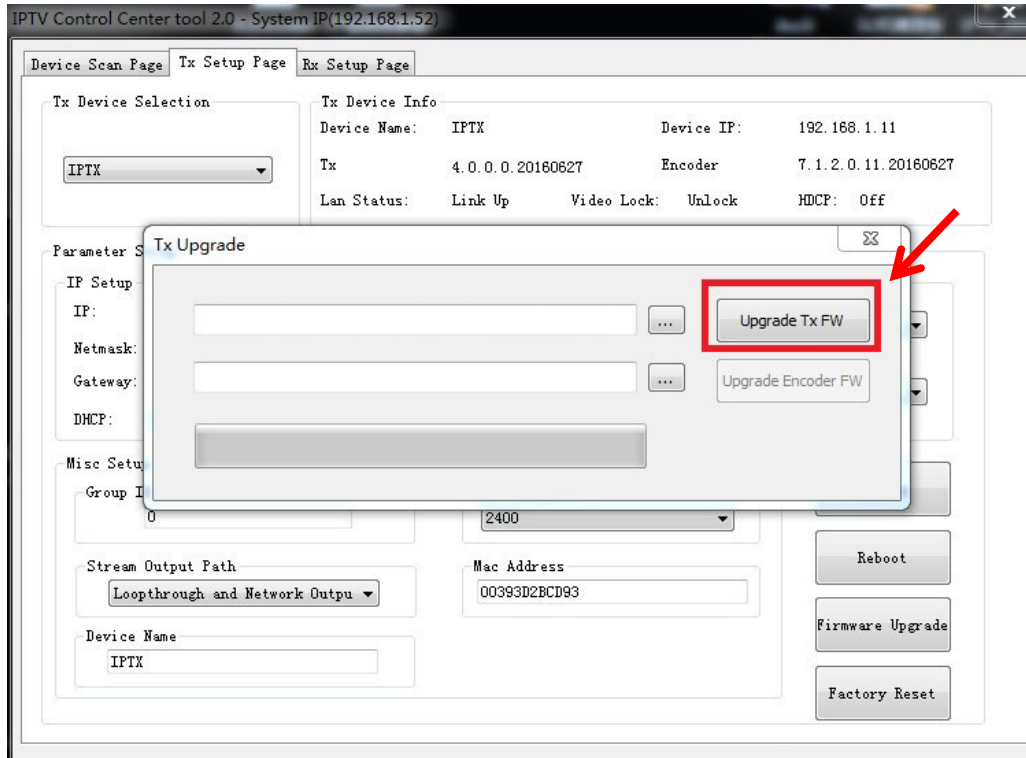 IPTV Control Center tool 2.0 - System IP(192.168.1.52)
x
Device Scan Page Tx Setup Page Rx Setup Page
Tx Device Selection
IPTX
Tx Device Info
Device Name: IPTX Device IP: 192.168.1.11
Tx 4.0.0.0.20160627 Encoder 7.1.2.0.11.20160627
Lan Status: Link Up Video Lock: Unlock HDCP: Off
Parameter S
IP Setup
IP:
Netmask:
Gateway:
DHCP:
Tx Upgrade
... Upgrade Tx FW
... Upgrade Encoder FW
Misc Setu
Group I
0
2400
Stream Output Path
Loopthrough and Network Outpu
Mac Address
00393D2BCD93
Device Name
IPTX
Reboot
Firmware Upgrade
Factory Reset